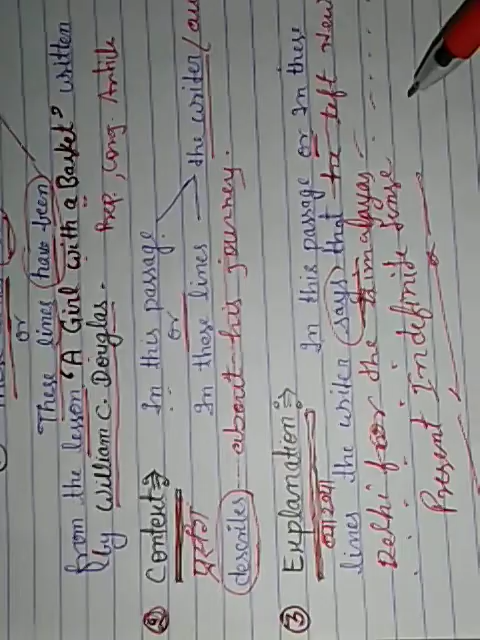 or
These lines have been
from the lesson "A Girl with a Basket" written
by William C. Douglas. Prep., Conj. Article
② Context⇒ In this passage
प्रसंग or the writer/au
In these lines
describes...about his journey.
③ Explanation:⇒ In this passage or In these
व्याख्या
lines the writer says that he left New
Delhi for the Himalayas.
Present Indefinite Tense